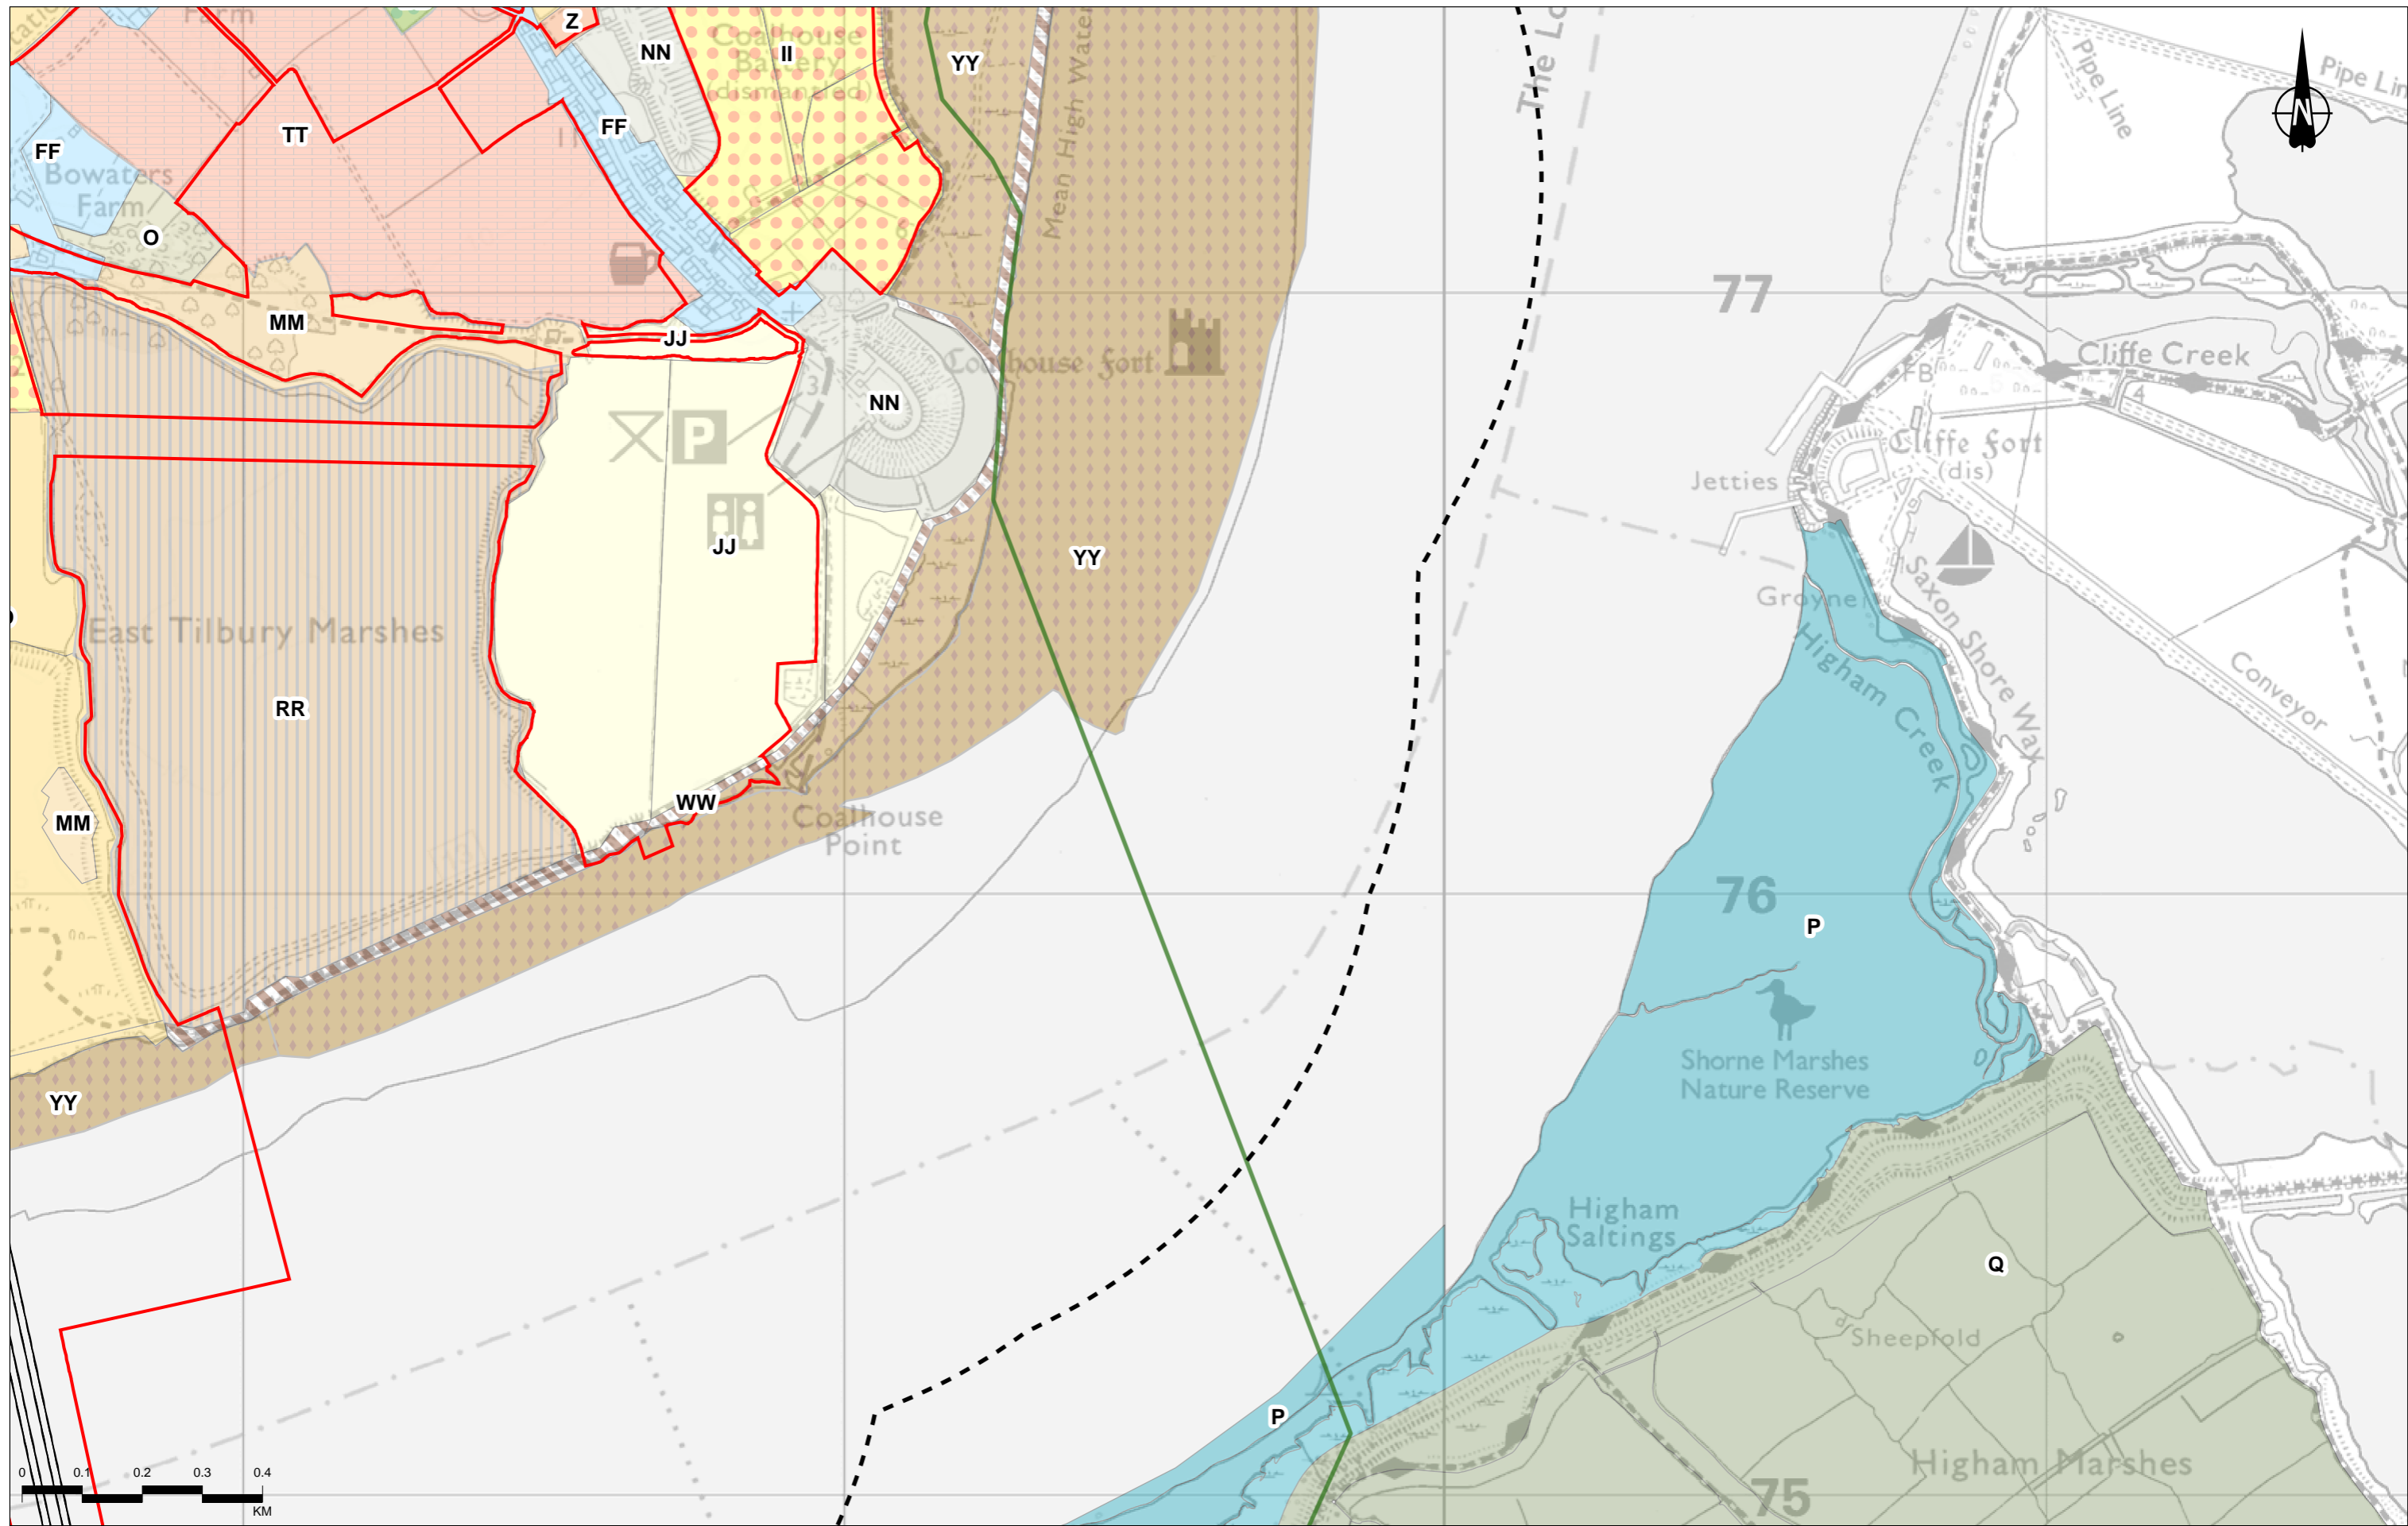 Farm
Z
NN
Coalhouse
Battery
(dismantled)
II
YY
Mean High Water
Pipe Line
Pipe Lin
N
TT
FF
FF
Bowaters
Farm
O
77
MM
JJ
Coalhouse Fort
Cliffe Creek
FB
NN
P
Cliffe Fort
(dis)
Jetties
JJ
YY
Groyne
Saxon Shore Way
Higham Creek
Conveyor
East Tilbury Marshes
RR
WW
MM
Coalhouse
Point
76
P
Shorne Marshes
Nature Reserve
YY
Higham
Saltings
Q
Sheepfold
P
Higham Marshes
75
0 0.1 0.2 0.3 0.4
KM